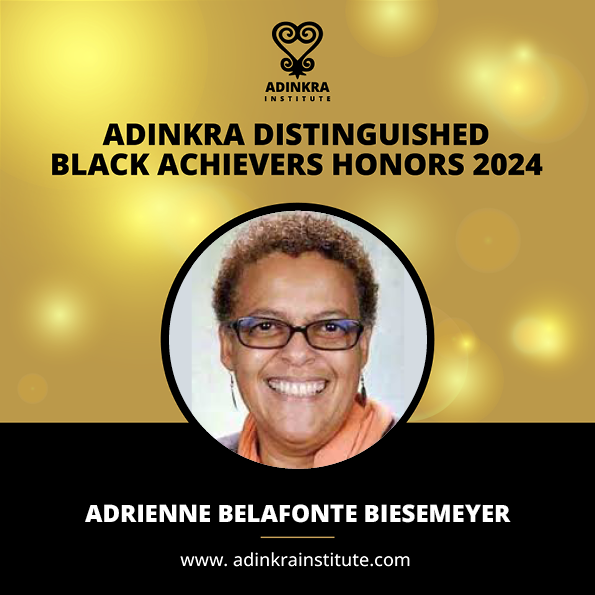 ADINKRA
INSTITUTE
ADINKRA DISTINGUISHED
BLACK ACHIEVERS HONORS 2024
ADRIENNE BELAFONTE BIESEMEYER
www. adinkrainstitute.com